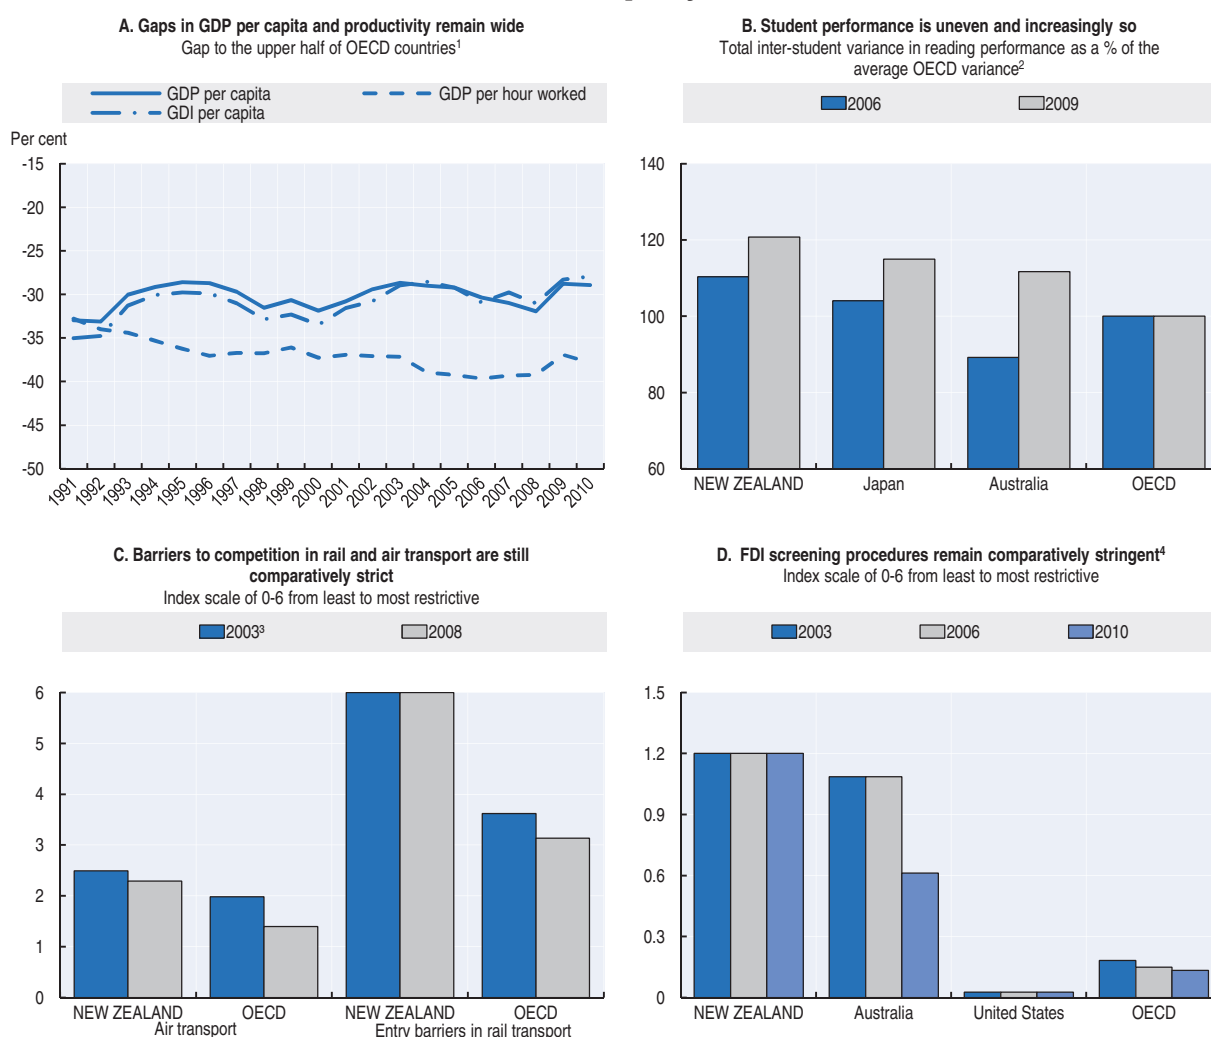 A. Gaps in GDP per capita and productivity remain wide
Gap to the upper half of OECD countries¹
GDP per capita
GDP per hour worked
GDI per capita
Per cent
-15
-20
-25
-30
-35
-40
-45
-50
1991 1992 1993 1994 1995 1996 1997 1998 1999 2000 2001 2002 2003 2004 2005 2006 2007 2008 2009 2010
B. Student performance is uneven and increasingly so
Total inter-student variance in reading performance as a % of the
average OECD variance²
2006 2009
140
120
100
80
60
NEW ZEALAND Japan Australia OECD
C. Barriers to competition in rail and air transport are still
comparatively strict
Index scale of 0-6 from least to most restrictive
2003³ 2008
6
5
4
3
2
1
0
NEW ZEALAND OECD NEW ZEALAND OECD
Air transport Entry barriers in rail transport
D. FDI screening procedures remain comparatively stringent⁴
Index scale of 0-6 from least to most restrictive
2003 2006 2010
1.5
1.2
0.9
0.6
0.3
0
NEW ZEALAND Australia United States OECD